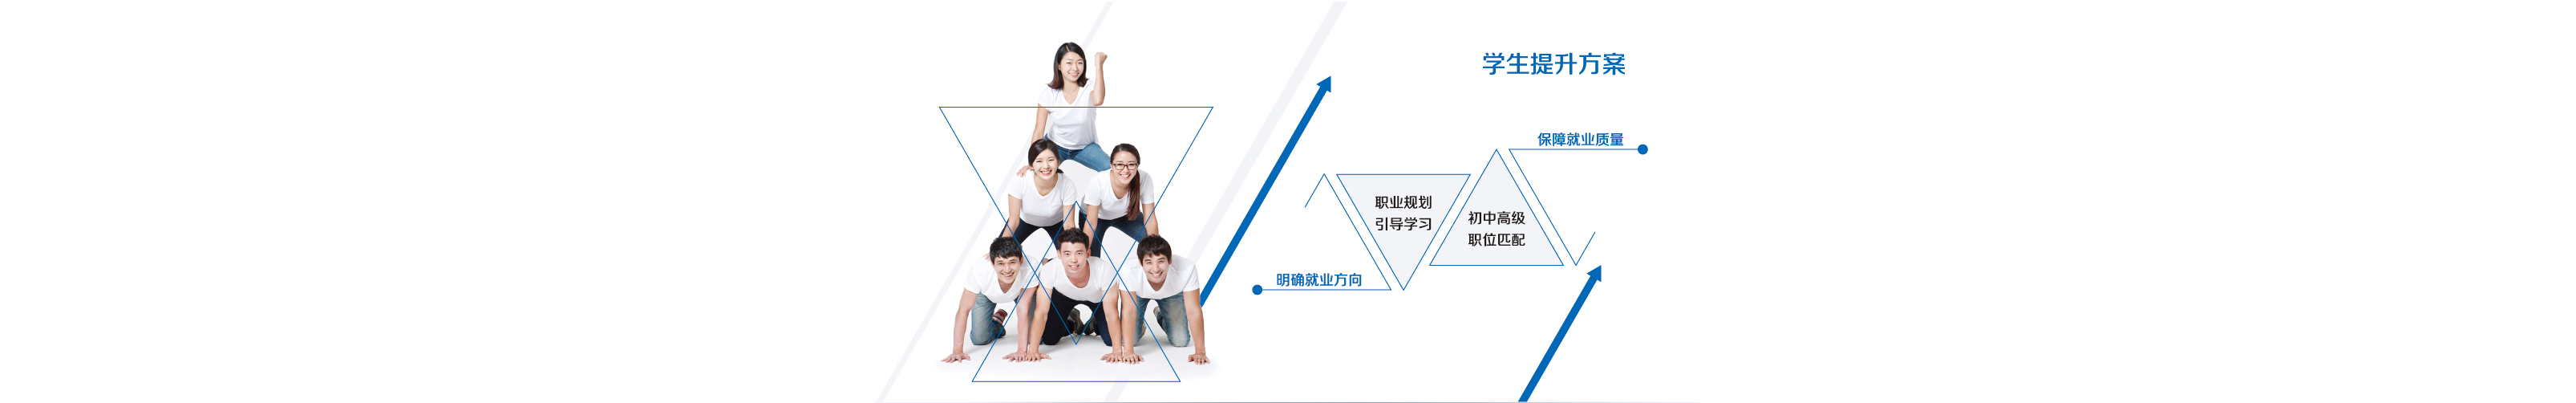 学生提升方案
保障就业质量
职业规划
引导学习
初中高级
职位匹配
明确就业方向